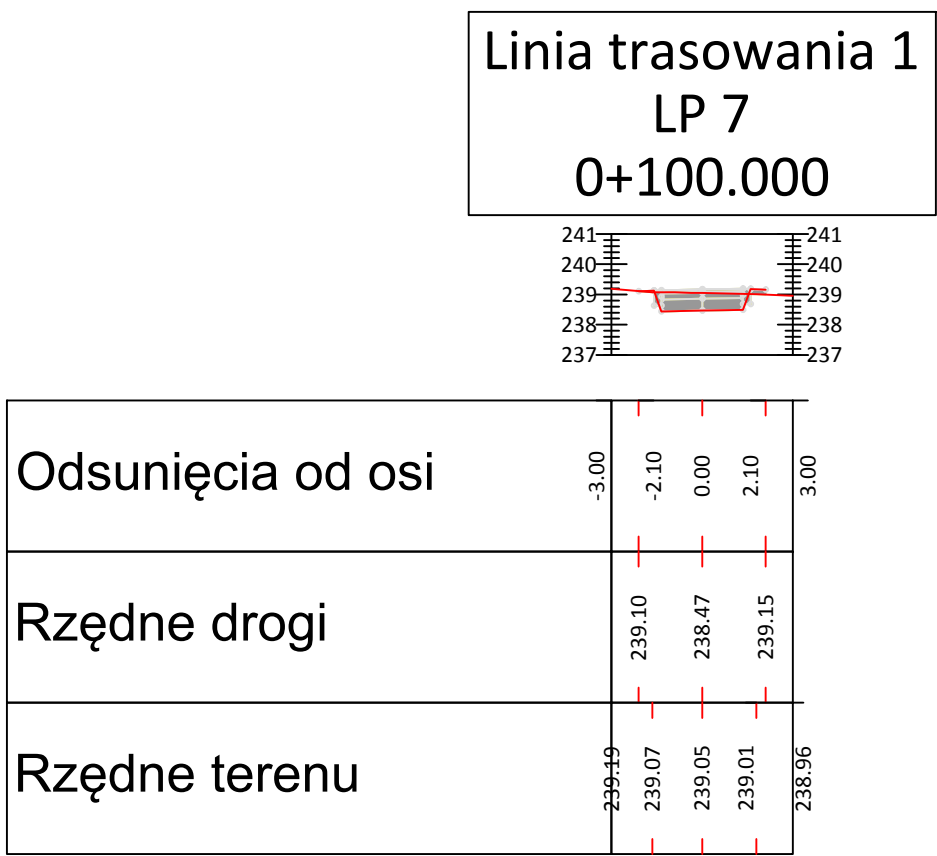 Linia trasowania 1
LP 7
0+100.000
241 241
240 240
239 239
238 238
237 237
Odsunięcia od osi -3.00 -2.10 0.00 2.10 3.00
Rzędne drogi 239.10 238.47 239.15
Rzędne terenu 239.19 239.07 239.05 239.01 238.96